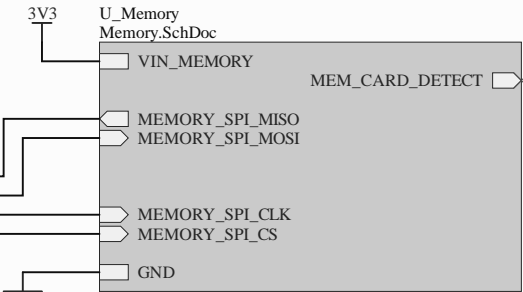 3V3
U_Memory
Memory.SchDoc
VIN_MEMORY
MEM_CARD_DETECT
MEMORY_SPI_MISO
MEMORY_SPI_MOSI
MEMORY_SPI_CLK
MEMORY_SPI_CS
GND